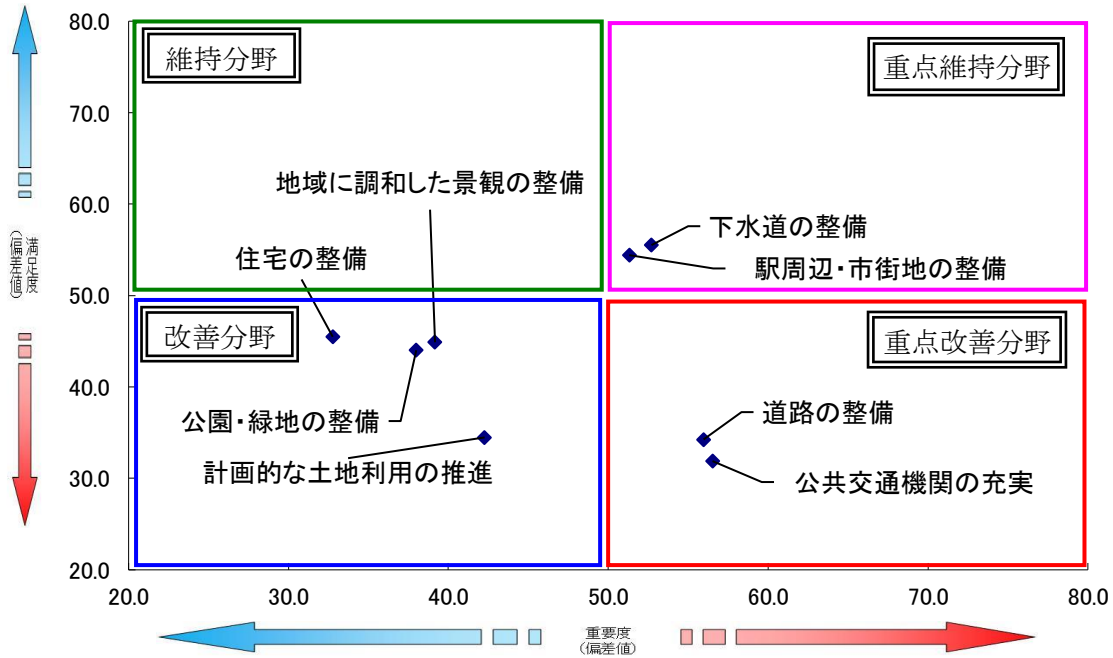 80.0
維持分野
重点維持分野
70.0
地域に調和した景観の整備
60.0
下水道の整備
住宅の整備
駅周辺・市街地の整備
満足度
(偏差値)
50.0
改善分野
重点改善分野
40.0
公園・緑地の整備
道路の整備
計画的な土地利用の推進
公共交通機関の充実
30.0
20.0
20.0 30.0 40.0 50.0 60.0 70.0 80.0
重要度
(偏差値)